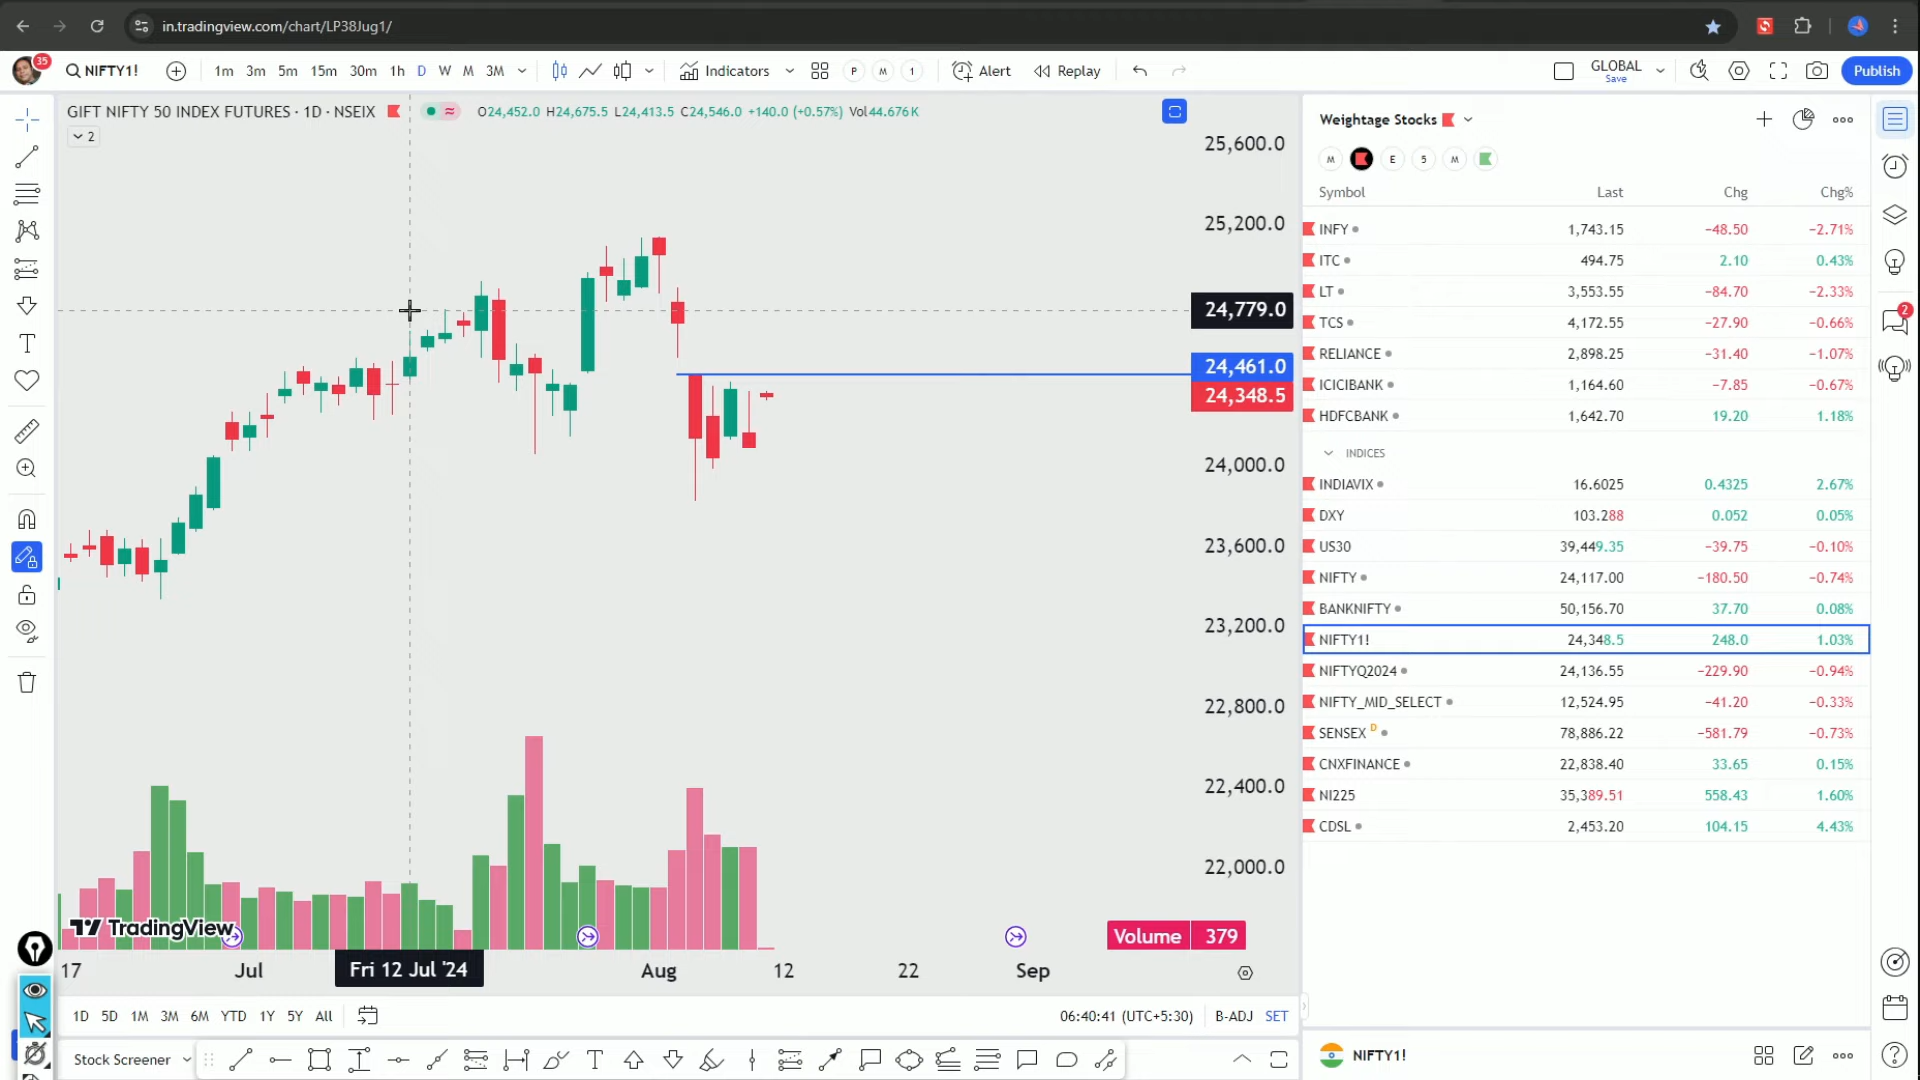 in.tradingview.com/chart/LP38Jug1/
35
NIFTY1!
1m 3m 5m 15m 30m 1h D W M 3M
Indicators
P M 1
Alert
Replay
GLOBAL
Save
Publish
GIFT NIFTY 50 INDEX FUTURES · 1D · NSEIX
O24,452.0 H24,675.5 L24,413.5 C24,546.0 +140.0 (+0.57%) Vol44.676K
2
25,600.0
25,200.0
24,779.0
24,461.0
24,348.5
24,000.0
23,600.0
23,200.0
22,800.0
22,400.0
22,000.0
Volume 379
TradingView
17 Jul Fri 12 Jul '24 Aug 12 22 Sep
1D 5D 1M 3M 6M YTD 1Y 5Y All
06:40:41 (UTC+5:30) B-ADJ SET
Stock Screener
Weightage Stocks
M E 5 M
Symbol Last Chg Chg%
INFY 1,743.15 −48.50 −2.71%
ITC 494.75 2.10 0.43%
LT 3,553.55 −84.70 −2.33%
TCS 4,172.55 −27.90 −0.66%
RELIANCE 2,898.25 −31.40 −1.07%
ICICIBANK 1,164.60 −7.85 −0.67%
HDFCBANK 1,642.70 19.20 1.18%
INDICES
INDIAVIX 16.6025 0.4325 2.67%
DXY 103.288 0.052 0.05%
US30 39,449.35 −39.75 −0.10%
NIFTY 24,117.00 −180.50 −0.74%
BANKNIFTY 50,156.70 37.70 0.08%
NIFTY1! 24,348.5 248.0 1.03%
NIFTYQ2024 24,136.55 −229.90 −0.94%
NIFTY_MID_SELECT 12,524.95 −41.20 −0.33%
SENSEX D 78,886.22 −581.79 −0.73%
CNXFINANCE 22,838.40 33.65 0.15%
NI225 35,389.51 558.43 1.60%
CDSL 2,453.20 104.15 4.43%
NIFTY1!
2